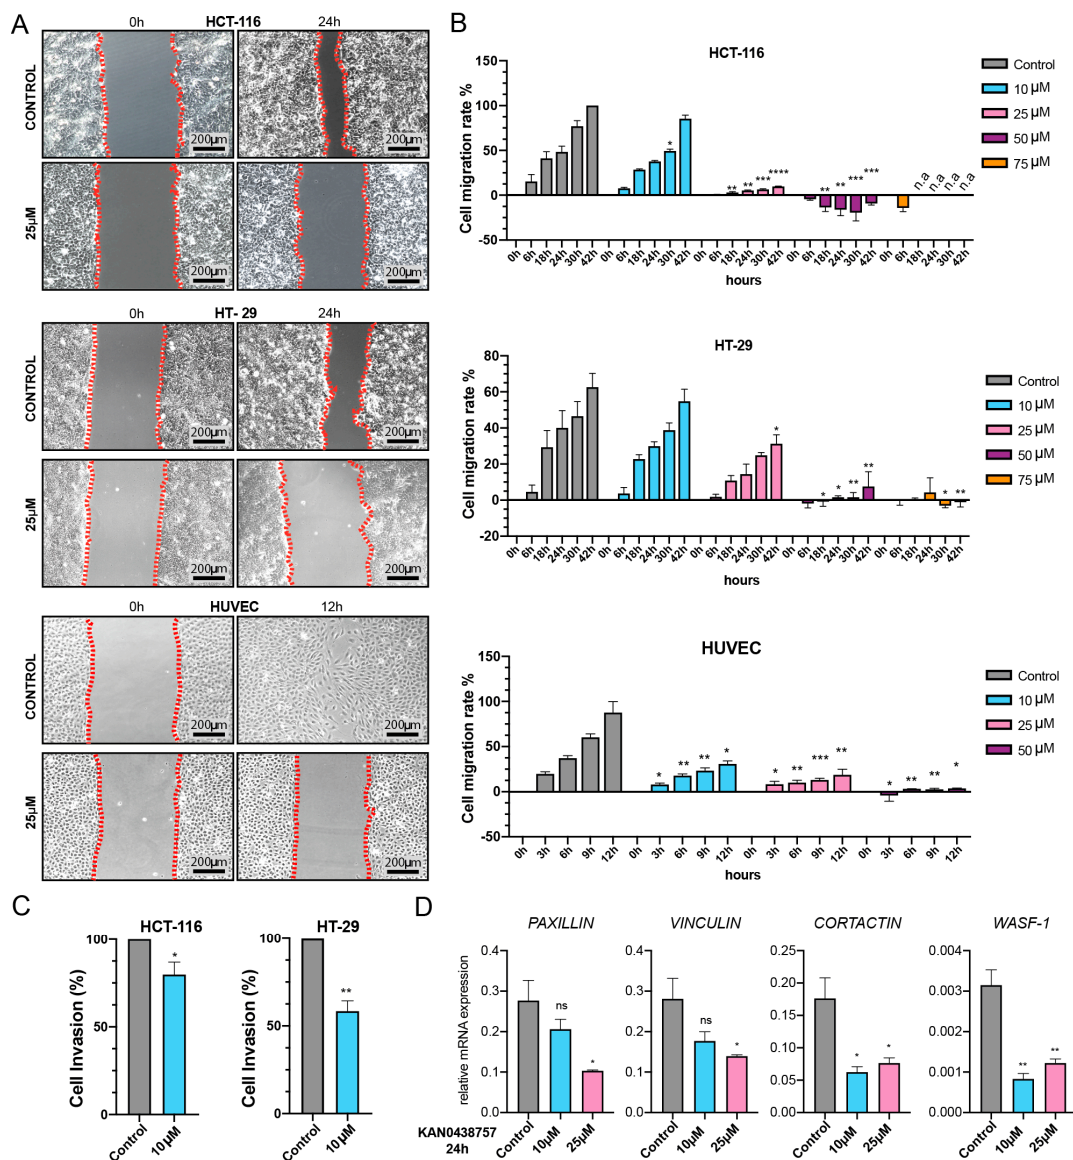 A
0h HCT-116 24h
CONTROL
200µm
200µm
25µM
200µm
200µm
0h HT- 29 24h
CONTROL
200µm
200µm
25µM
200µm
200µm
0h HUVEC 12h
CONTROL
200µm
200µm
25µM
200µm
200µm
B
HCT-116
Cell migration rate %
150
100
50
0
-50
*
** ** *** ****
** ** *** ***
n.a n.a n.a n.a
0h 6h 18h 24h 30h 42h 0h 6h 18h 24h 30h 42h 0h 6h 18h 24h 30h 42h 0h 6h 18h 24h 30h 42h 0h 6h 18h 24h 30h 42h
hours
Control
10 µM
25 µM
50 µM
75 µM
HT-29
Cell migration rate %
80
60
40
20
0
-20
*
* * ** **
* **
0h 6h 18h 24h 30h 42h 0h 6h 18h 24h 30h 42h 0h 6h 18h 24h 30h 42h 0h 6h 18h 24h 30h 42h 0h 6h 18h 24h 30h 42h
hours
Control
10 µM
25 µM
50 µM
75 µM
HUVEC
Cell migration rate %
150
100
50
0
-50
* ** ** *
* ** *** **
* ** ** *
0h 3h 6h 9h 12h 0h 3h 6h 9h 12h 0h 3h 6h 9h 12h 0h 3h 6h 9h 12h
hours
Control
10 µM
25 µM
50 µM
C
HCT-116
Cell Invasion (%)
100
50
0
*
Control 10µM
HT-29
Cell Invasion (%)
100
50
0
**
Control 10µM
D
PAXILLIN
relative mRNA expression
0.4
0.3
0.2
0.1
0.0
ns *
Control 10µM 25µM
VINCULIN
0.4
0.3
0.2
0.1
0.0
ns *
Control 10µM 25µM
CORTACTIN
0.25
0.20
0.15
0.10
0.05
0.00
* *
Control 10µM 25µM
WASF-1
0.004
0.003
0.002
0.001
0.000
** **
Control 10µM 25µM
KAN0438757
24h